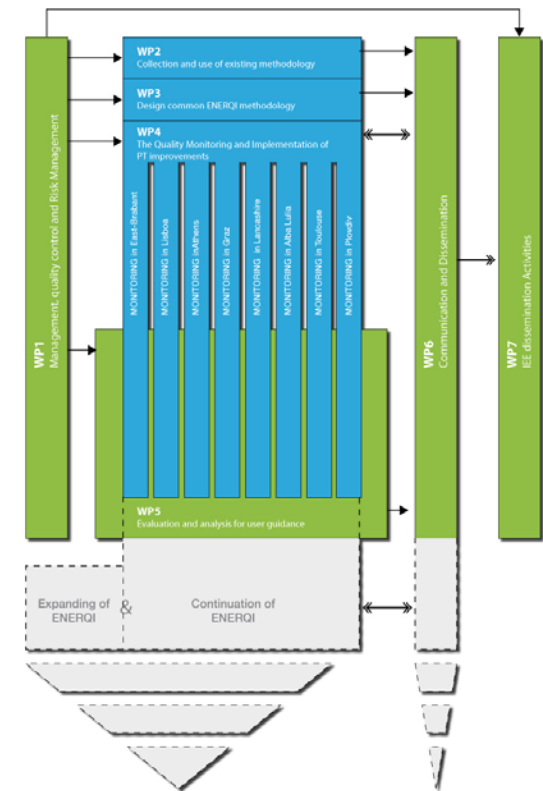 WP1
Management, quality control and Risk Management
WP2
Collection and use of existing methodology
WP3
Design common ENERQI methodology
WP4
The Quality Monitoring and Implementation of
PT improvements
MONITORING in East-Brabant
MONITORING in Lisboa
MONITORING inAthens
MONITORING in Graz
MONITORING in Lancashire
MONITORING in Alba Lulia
MONITORING in Toulouse
MONITORING in Plovdiv
WP5
Evaluation and analysis for user guidance
WP6
Communication and Dissemination
WP7
IEE dissemination Activities
Expanding of
ENERQI
&
Continuation of
ENERQI